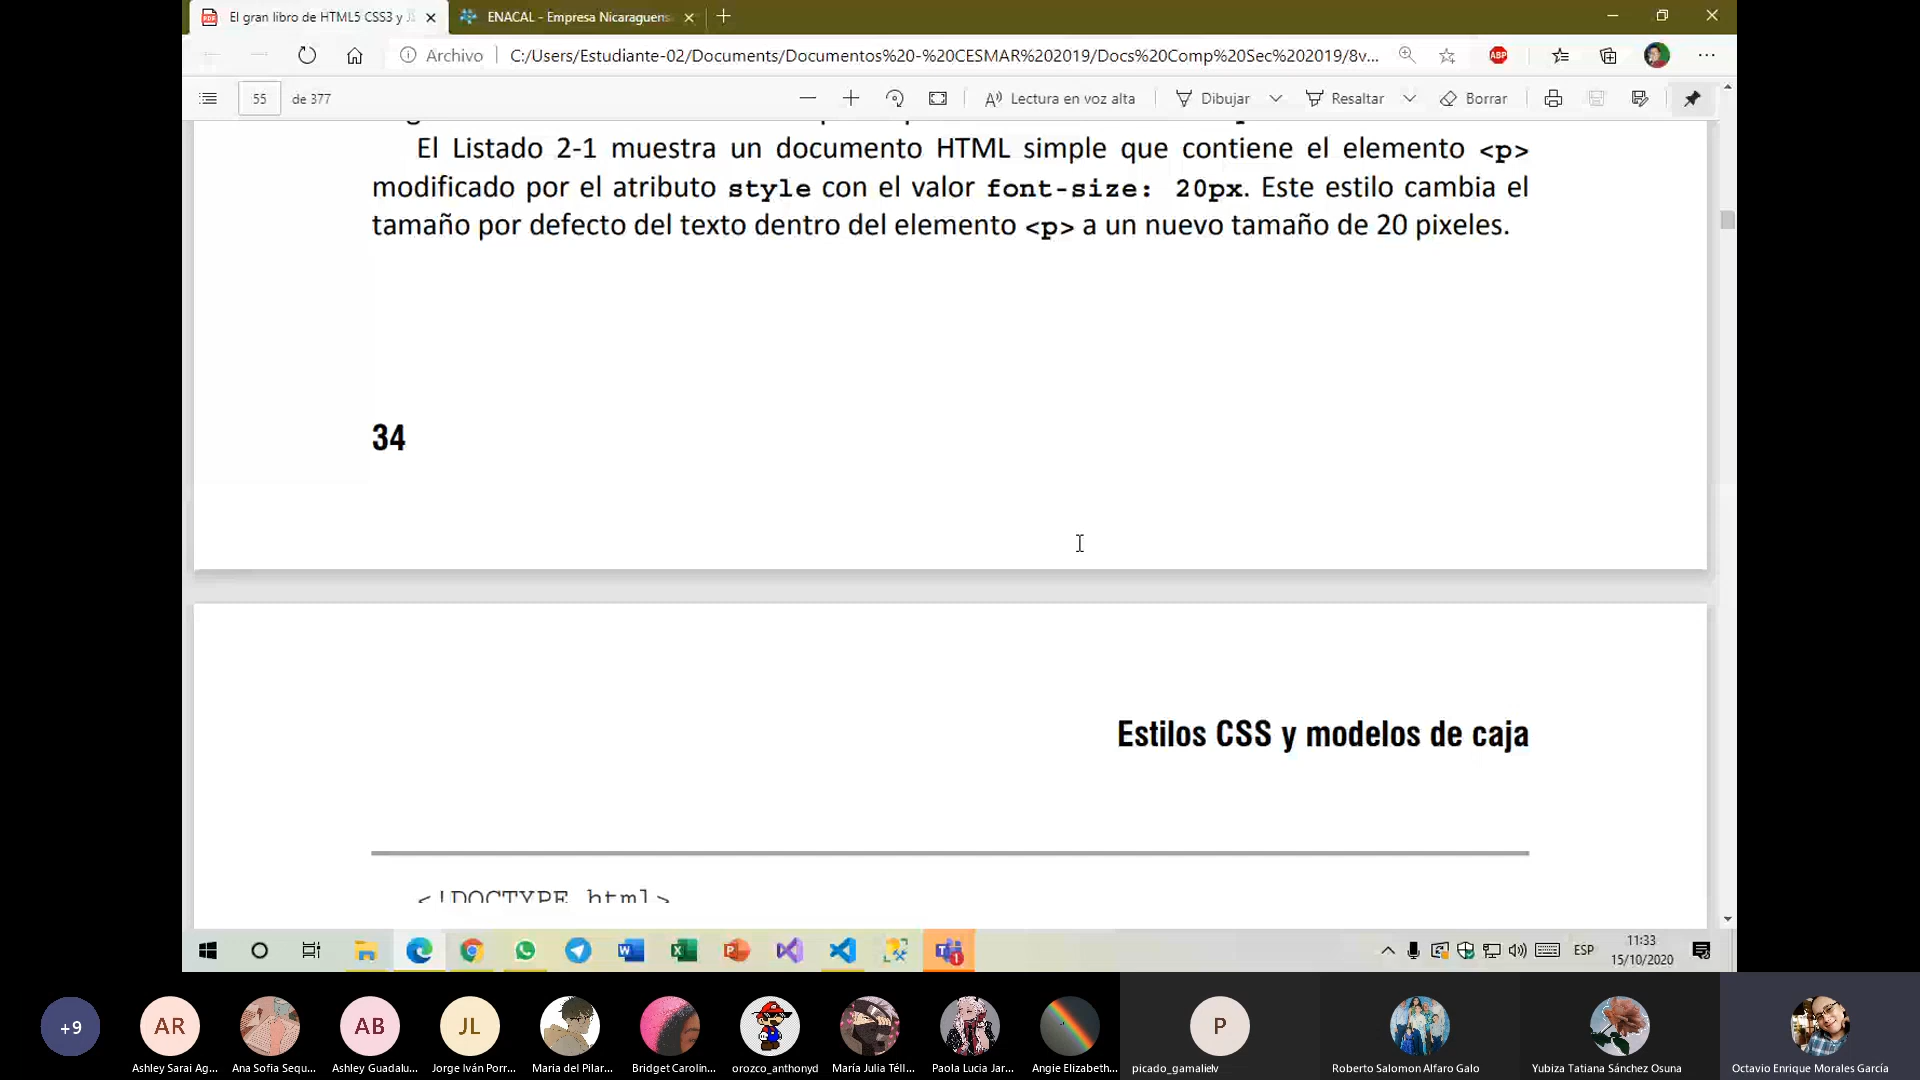 El gran libro de HTML5 CSS3 y JS
ENACAL - Empresa Nicaraguens
Archivo
C:/Users/Estudiante-02/Documents/Documentos%20-%20CESMAR%202019/Docs%20Comp%20Sec%202019/8v...
ABP
55 de 377
Lectura en voz alta
Dibujar
Resaltar
Borrar
El Listado 2-1 muestra un documento HTML simple que contiene el elemento <p>
modificado por el atributo style con el valor font-size: 20px. Este estilo cambia el
tamaño por defecto del texto dentro del elemento <p> a un nuevo tamaño de 20 pixeles.
34
Estilos CSS y modelos de caja
<!DOCTYPE html>
ESP
11:33
15/10/2020
+9
AR
AB
JL
P
Ashley Sarai Ag...
Ana Sofia Sequ...
Ashley Guadalu...
Jorge Iván Porr...
Maria del Pilar...
Bridget Carolin...
orozco_anthonyd
María Julia Téll...
Paola Lucia Jar...
Angie Elizabeth...
picado_gamalielv
Roberto Salomon Alfaro Galo
Yubiza Tatiana Sánchez Osuna
Octavio Enrique Morales García